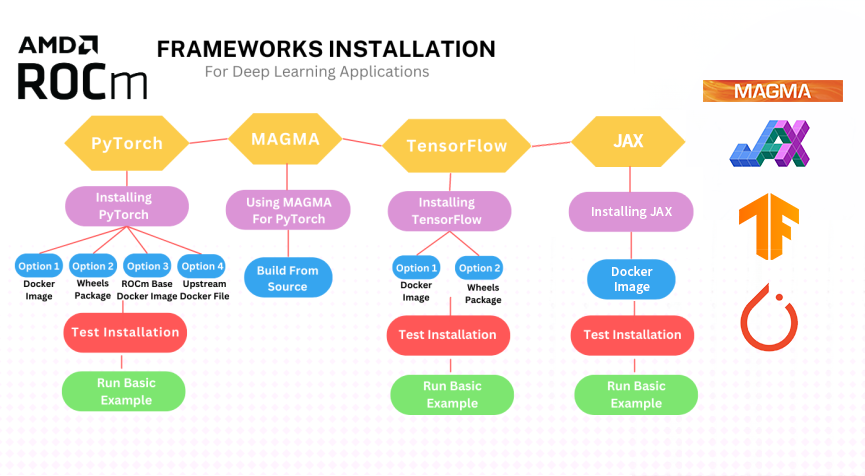 AMD
ROCm
FRAMEWORKS INSTALLATION
For Deep Learning Applications
MAGMA
JAX
PyTorch
MAGMA
TensorFlow
JAX
Installing
PyTorch
Using MAGMA
For PyTorch
Installing
TensorFlow
Installing JAX
Option 1
Docker
Image
Option 2
Wheels
Package
Option 3
ROCm Base
Docker Image
Option 4
Upstream
Docker File
Build From
Source
Option 1
Docker
Image
Option 2
Wheels
Package
Docker
Image
Test Installation
Test Installation
Test Installation
Run Basic
Example
Run Basic
Example
Run Basic
Example